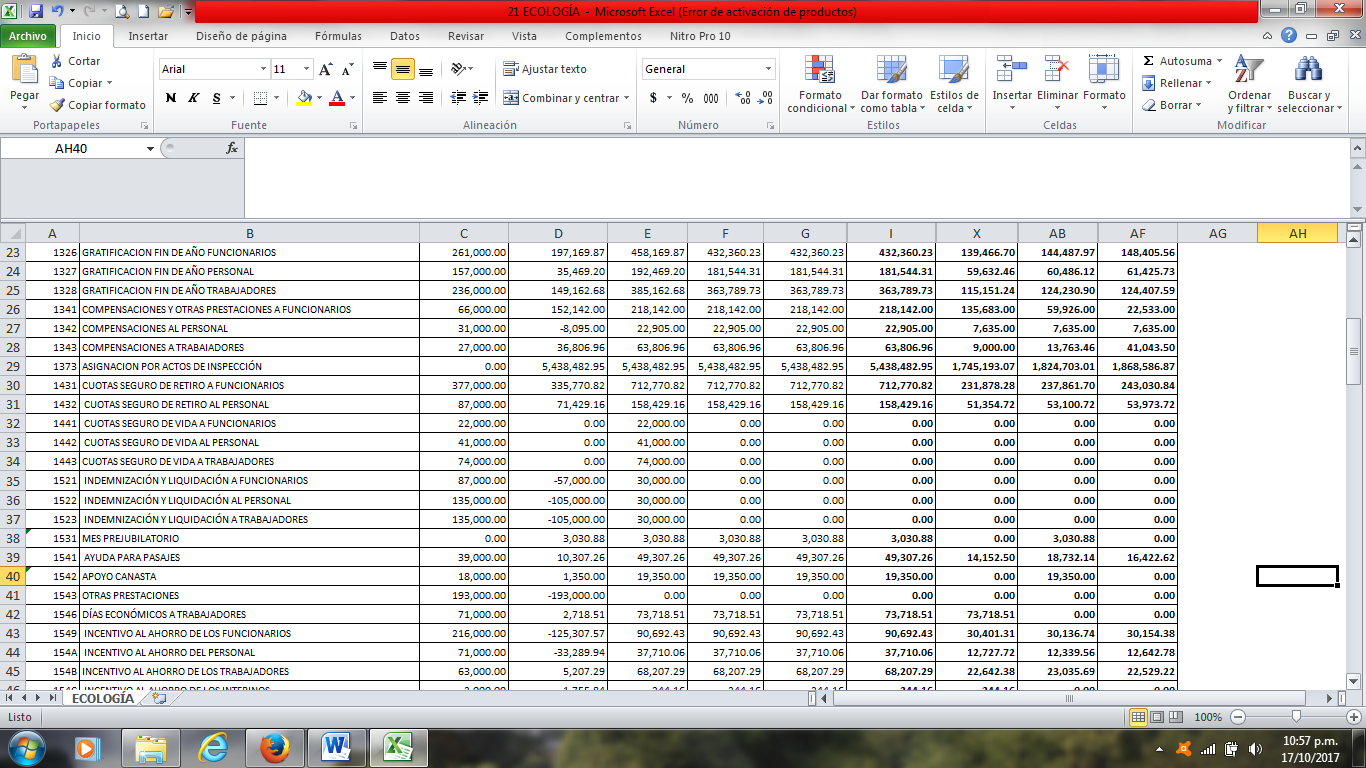 21 ECOLOGÍA - Microsoft Excel (Error de activación de productos)
Archivo Inicio Insertar Diseño de página Fórmulas Datos Revisar Vista Complementos Nitro Pro 10
Pegar Cortar Copiar Copiar formato Portapapeles
Arial 11 N K S Fuente
Ajustar texto Combinar y centrar Alineación
General $ % 000 Número
Formato condicional Dar formato como tabla Estilos de celda Estilos
Insertar Eliminar Formato Celdas
Σ Autosuma Rellenar Borrar Ordenar y filtrar Buscar y seleccionar Modificar
AH40 fx
A B C D E F G I X AB AF AG AH
23 1326 GRATIFICACION FIN DE AÑO FUNCIONARIOS 261,000.00 197,169.87 458,169.87 432,360.23 432,360.23 432,360.23 139,466.70 144,487.97 148,405.56
24 1327 GRATIFICACION FIN DE AÑO PERSONAL 157,000.00 35,469.20 192,469.20 181,544.31 181,544.31 181,544.31 59,632.46 60,486.12 61,425.73
25 1328 GRATIFICACION FIN DE AÑO TRABAJADORES 236,000.00 149,162.68 385,162.68 363,789.73 363,789.73 363,789.73 115,151.24 124,230.90 124,407.59
26 1341 COMPENSACIONES Y OTRAS PRESTACIONES A FUNCIONARIOS 66,000.00 152,142.00 218,142.00 218,142.00 218,142.00 218,142.00 135,683.00 59,926.00 22,533.00
27 1342 COMPENSACIONES AL PERSONAL 31,000.00 -8,095.00 22,905.00 22,905.00 22,905.00 22,905.00 7,635.00 7,635.00 7,635.00
28 1343 COMPENSACIONES A TRABAJADORES 27,000.00 36,806.96 63,806.96 63,806.96 63,806.96 63,806.96 9,000.00 13,763.46 41,043.50
29 1373 ASIGNACION POR ACTOS DE INSPECCIÓN 0.00 5,438,482.95 5,438,482.95 5,438,482.95 5,438,482.95 5,438,482.95 1,745,193.07 1,824,703.01 1,868,586.87
30 1431 CUOTAS SEGURO DE RETIRO A FUNCIONARIOS 377,000.00 335,770.82 712,770.82 712,770.82 712,770.82 712,770.82 231,878.28 237,861.70 243,030.84
31 1432 CUOTAS SEGURO DE RETIRO AL PERSONAL 87,000.00 71,429.16 158,429.16 158,429.16 158,429.16 158,429.16 51,354.72 53,100.72 53,973.72
32 1441 CUOTAS SEGURO DE VIDA A FUNCIONARIOS 22,000.00 0.00 22,000.00 0.00 0.00 0.00 0.00 0.00 0.00
33 1442 CUOTAS SEGURO DE VIDA AL PERSONAL 41,000.00 0.00 41,000.00 0.00 0.00 0.00 0.00 0.00 0.00
34 1443 CUOTAS SEGURO DE VIDA A TRABAJADORES 74,000.00 0.00 74,000.00 0.00 0.00 0.00 0.00 0.00 0.00
35 1521 INDEMNIZACIÓN Y LIQUIDACIÓN A FUNCIONARIOS 87,000.00 -57,000.00 30,000.00 0.00 0.00 0.00 0.00 0.00 0.00
36 1522 INDEMNIZACIÓN Y LIQUIDACIÓN AL PERSONAL 135,000.00 -105,000.00 30,000.00 0.00 0.00 0.00 0.00 0.00 0.00
37 1523 INDEMNIZACIÓN Y LIQUIDACIÓN A TRABAJADORES 135,000.00 -105,000.00 30,000.00 0.00 0.00 0.00 0.00 0.00 0.00
38 1531 MES PREJUBILATORIO 0.00 3,030.88 3,030.88 3,030.88 3,030.88 3,030.88 0.00 3,030.88 0.00
39 1541 AYUDA PARA PASAJES 39,000.00 10,307.26 49,307.26 49,307.26 49,307.26 49,307.26 14,152.50 18,732.14 16,422.62
40 1542 APOYO CANASTA 18,000.00 1,350.00 19,350.00 19,350.00 19,350.00 19,350.00 0.00 19,350.00 0.00
41 1543 OTRAS PRESTACIONES 193,000.00 -193,000.00 0.00 0.00 0.00 0.00 0.00 0.00 0.00
42 1546 DÍAS ECONÓMICOS A TRABAJADORES 71,000.00 2,718.51 73,718.51 73,718.51 73,718.51 73,718.51 73,718.51 0.00 0.00
43 1549 INCENTIVO AL AHORRO DE LOS FUNCIONARIOS 216,000.00 -125,307.57 90,692.43 90,692.43 90,692.43 90,692.43 30,401.31 30,136.74 30,154.38
44 154A INCENTIVO AL AHORRO DEL PERSONAL 71,000.00 -33,289.94 37,710.06 37,710.06 37,710.06 37,710.06 12,727.72 12,339.56 12,642.78
45 154B INCENTIVO AL AHORRO DE LOS TRABAJADORES 63,000.00 5,207.29 68,207.29 68,207.29 68,207.29 68,207.29 22,642.38 23,035.69 22,529.22
46 154C INCENTIVO AL AHORRO DE LOS INTERINOS 2,000.00 -1,755.84 244.16 244.16 244.16 244.16 244.16 0.00 0.00
ECOLOGÍA
Listo 100%
10:57 p.m.
17/10/2017